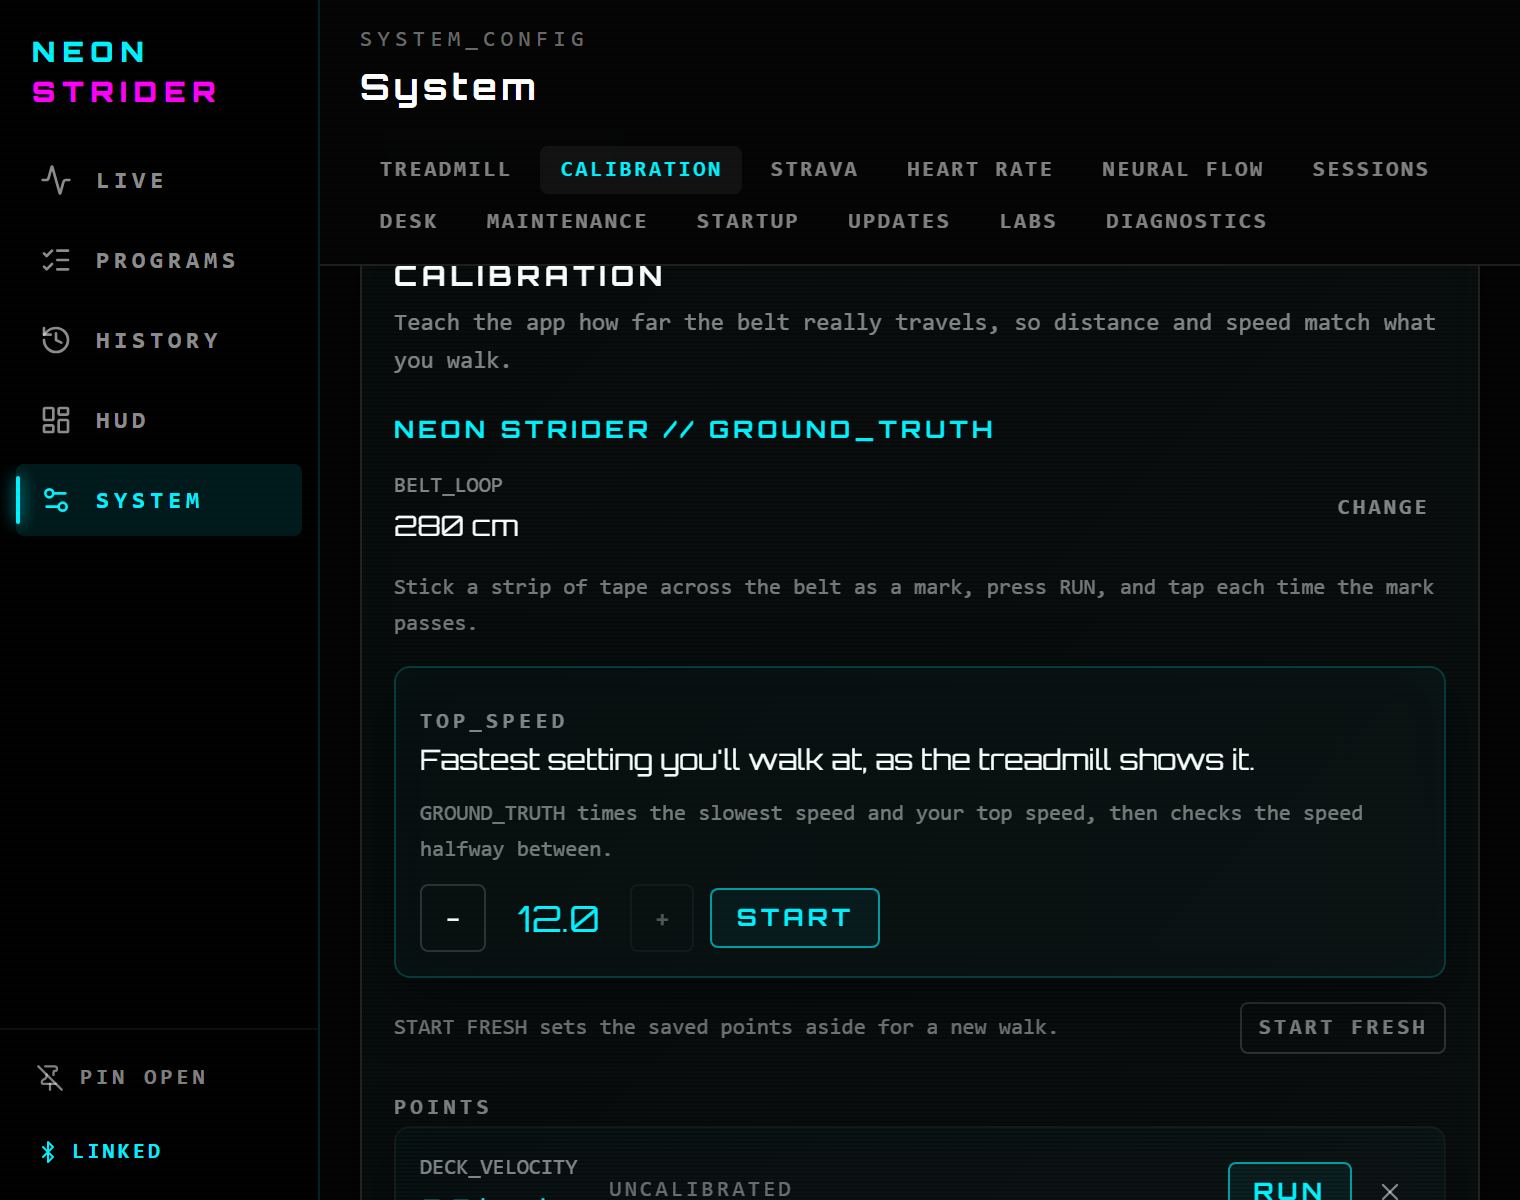 NEON
STRIDER
LIVE
PROGRAMS
HISTORY
HUD
SYSTEM
PIN OPEN
LINKED
SYSTEM_CONFIG
System
TREADMILL CALIBRATION STRAVA HEART RATE NEURAL FLOW SESSIONS
DESK MAINTENANCE STARTUP UPDATES LABS DIAGNOSTICS
CALIBRATION
Teach the app how far the belt really travels, so distance and speed match what
you walk.
NEON STRIDER // GROUND_TRUTH
BELT_LOOP
280 cm
CHANGE
Stick a strip of tape across the belt as a mark, press RUN, and tap each time the mark
passes.
TOP_SPEED
Fastest setting you'll walk at, as the treadmill shows it.
GROUND_TRUTH times the slowest speed and your top speed, then checks the speed
halfway between.
- 12.0 + START
START FRESH sets the saved points aside for a new walk.
START FRESH
POINTS
DECK_VELOCITY
UNCALIBRATED
RUN